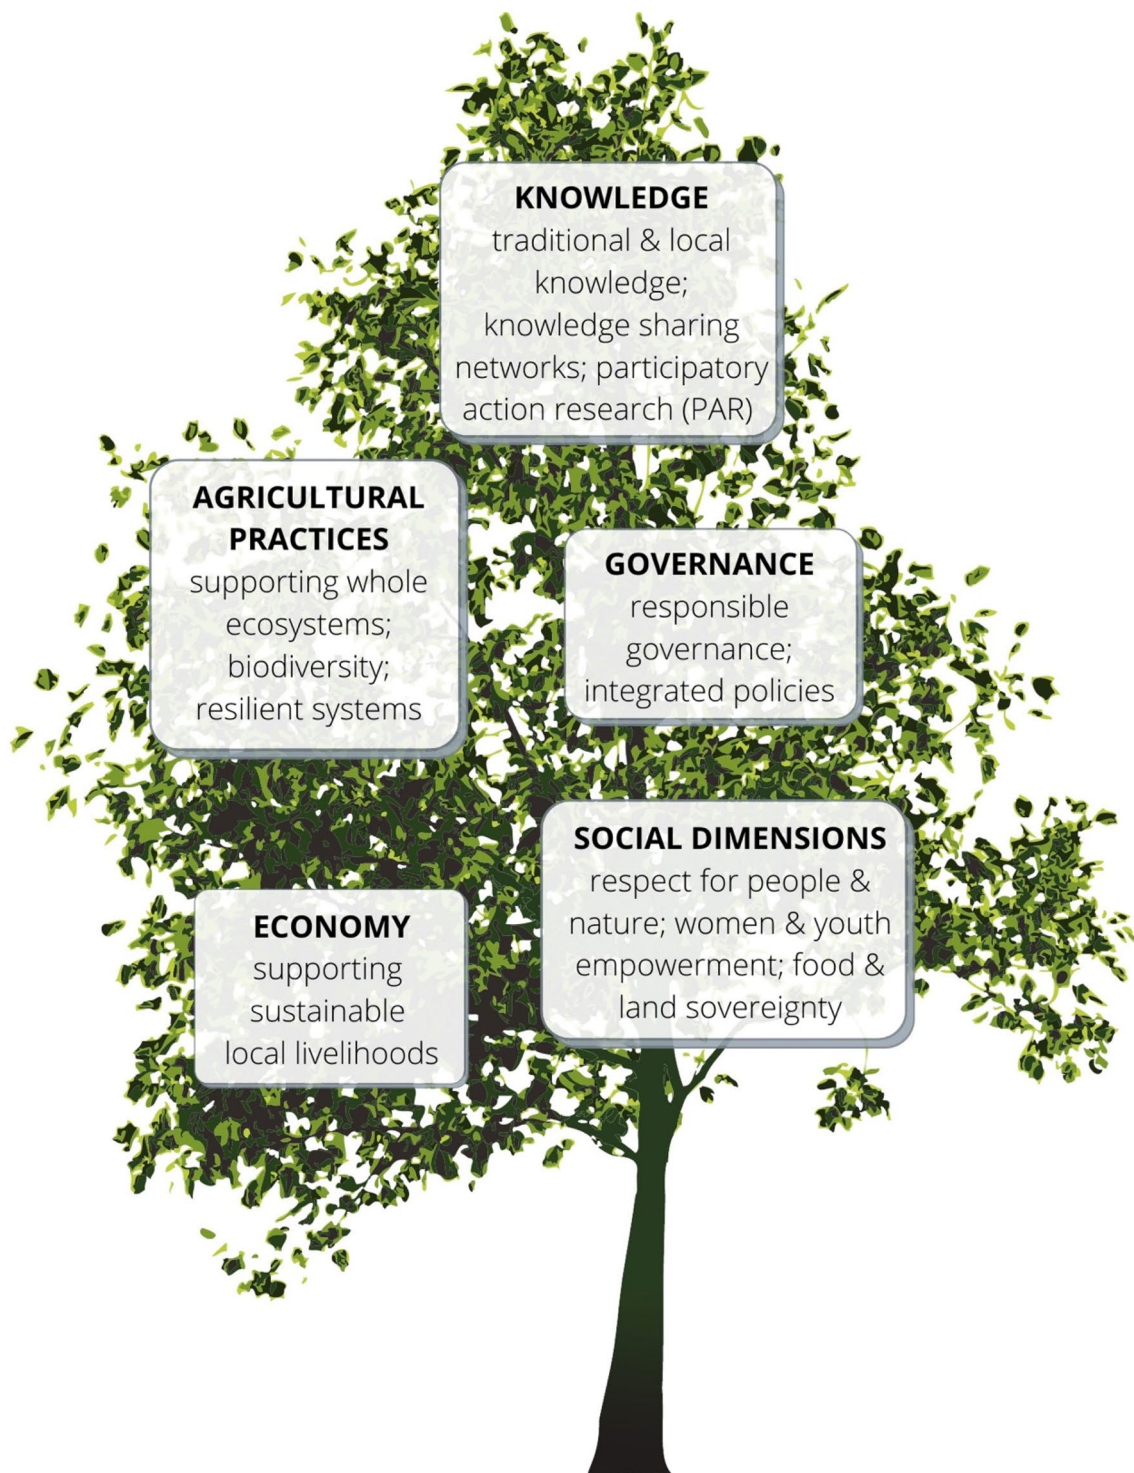 KNOWLEDGE
traditional & local
knowledge;
knowledge sharing
networks; participatory
action research (PAR)
AGRICULTURAL
PRACTICES
supporting whole
ecosystems;
biodiversity;
resilient systems
GOVERNANCE
responsible
governance;
integrated policies
SOCIAL DIMENSIONS
respect for people &
nature; women & youth
empowerment; food &
land sovereignty
ECONOMY
supporting
sustainable
local livelihoods